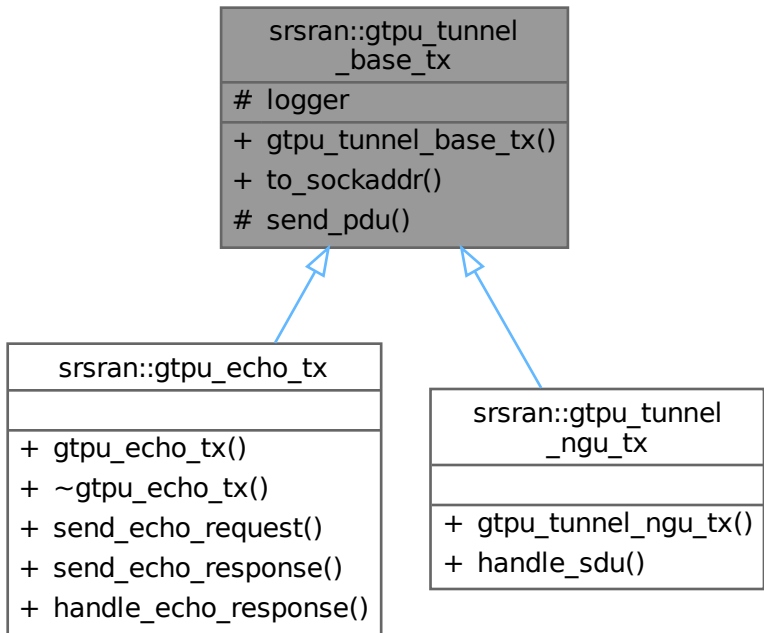 srsran::gtpu_tunnel
_base_tx
# logger
+ gtpu_tunnel_base_tx()
+ to_sockaddr()
# send_pdu()
srsran::gtpu_echo_tx
+ gtpu_echo_tx()
+ ~gtpu_echo_tx()
+ send_echo_request()
+ send_echo_response()
+ handle_echo_response()
srsran::gtpu_tunnel
_ngu_tx
+ gtpu_tunnel_ngu_tx()
+ handle_sdu()